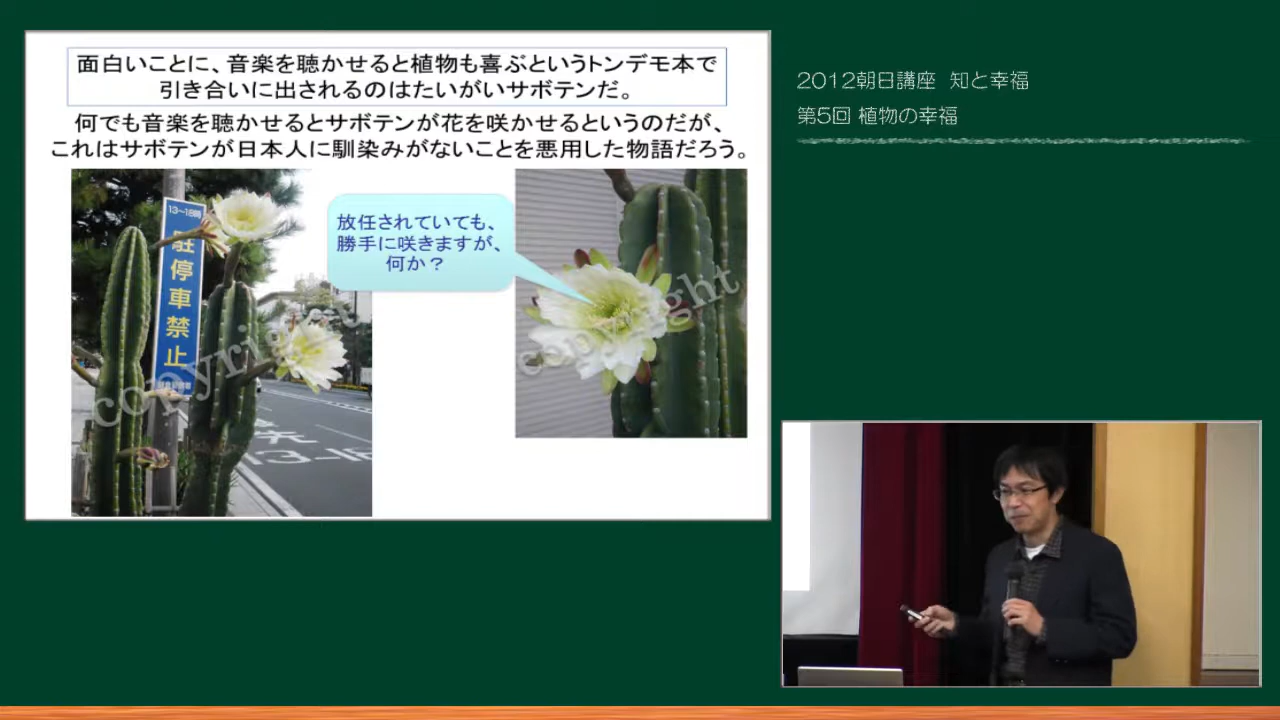 面白いことに、音楽を聴かせると植物も喜ぶというトンデモ本で
引き合いに出されるのはたいがいサボテンだ。
何でも音楽を聴かせるとサボテンが花を咲かせるというのだが、
これはサボテンが日本人に馴染みがないことを悪用した物語だろう。
13~18時
駐停車禁止
放任されていても、
勝手に咲きますが、
何か？
copyright
copyright
2012朝日講座 知と幸福
第5回 植物の幸福